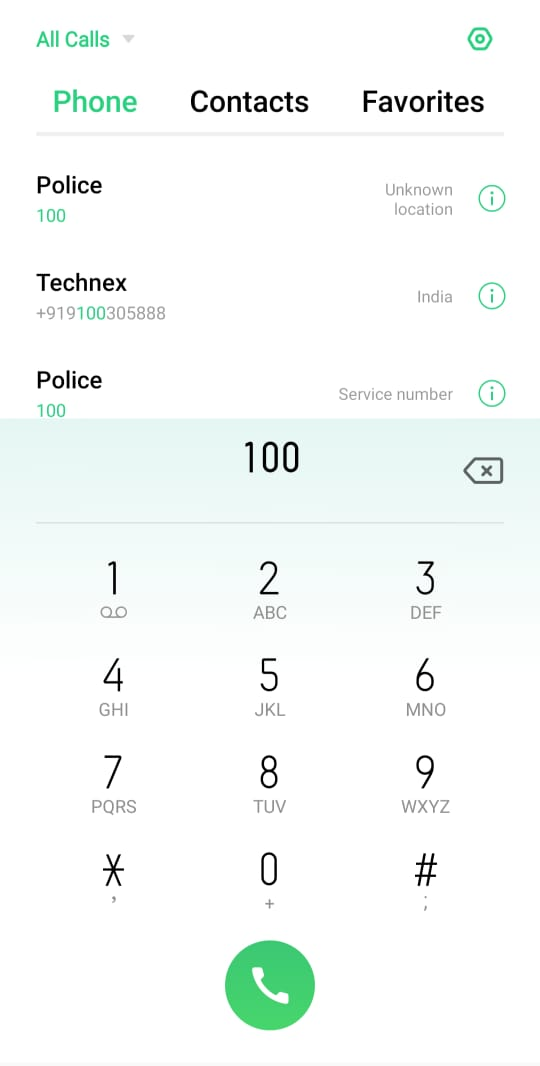 All Calls
Phone Contacts Favorites
Police
100
Unknown
location
Technex
+919100305888
India
Police
100
Service number
100
1 2 3
ABC DEF
4 5 6
GHI JKL MNO
7 8 9
PQRS TUV WXYZ
* 0 #
, + ;